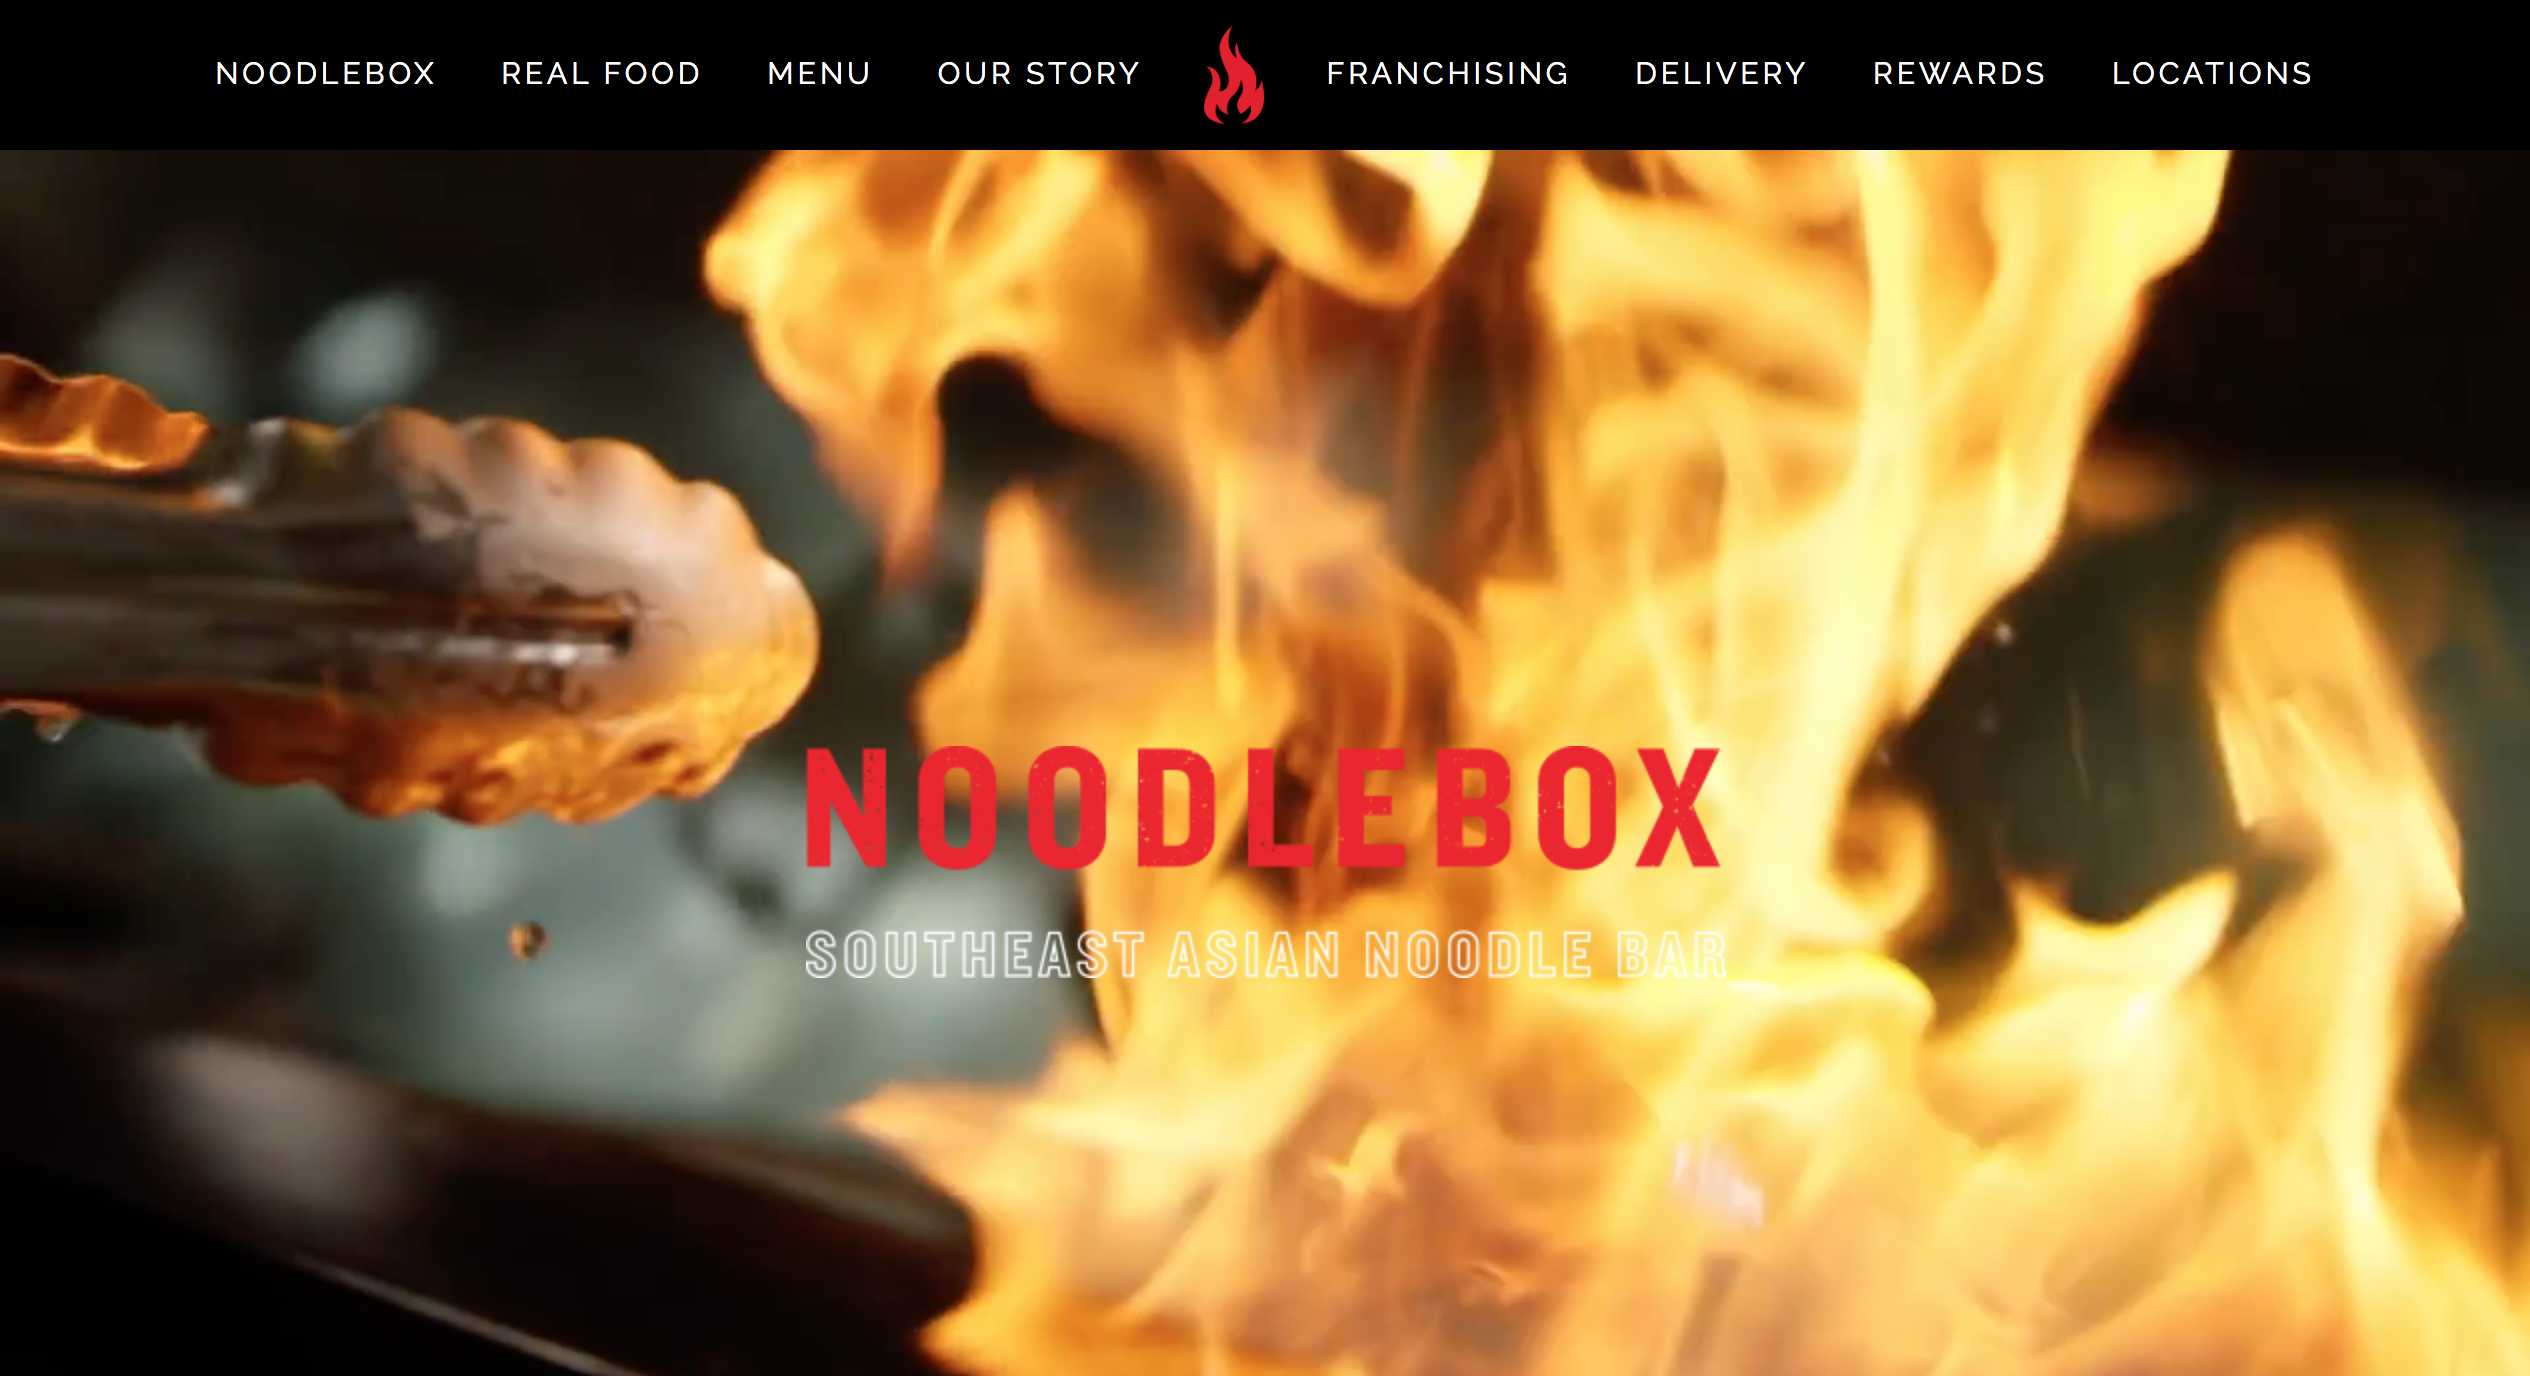 NOODLEBOX REAL FOOD MENU OUR STORY FRANCHISING DELIVERY REWARDS LOCATIONS
NOODLEBOX
SOUTHEAST ASIAN NOODLE BAR